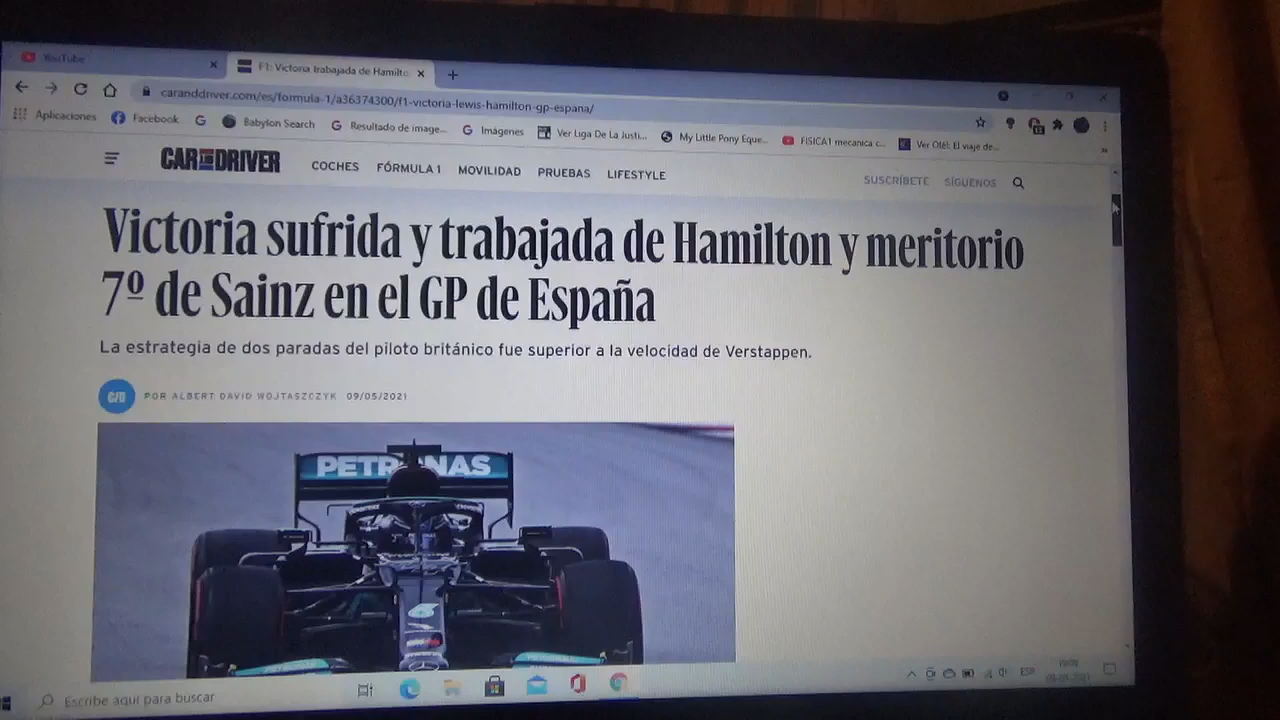 YouTube
F1: Victoria trabajada de Hamilto
caranddriver.com/es/formula-1/a36374300/f1-victoria-lewis-hamilton-gp-espana/
Aplicaciones Facebook Babylon Search Resultado de image... Imágenes Ver Liga De La Justi... My Little Pony Eque... FISICA1 mecanica c... Ver Olé!: El viaje de...
CAR AND DRIVER COCHES FÓRMULA 1 MOVILIDAD PRUEBAS LIFESTYLE SUSCRÍBETE SÍGUENOS
Victoria sufrida y trabajada de Hamilton y meritorio
7º de Sainz en el GP de España
La estrategia de dos paradas del piloto británico fue superior a la velocidad de Verstappen.
C/D POR ALBERT DAVID WOJTASZCZYK 09/05/2021
PETRONAS
Escribe aquí para buscar
ESP